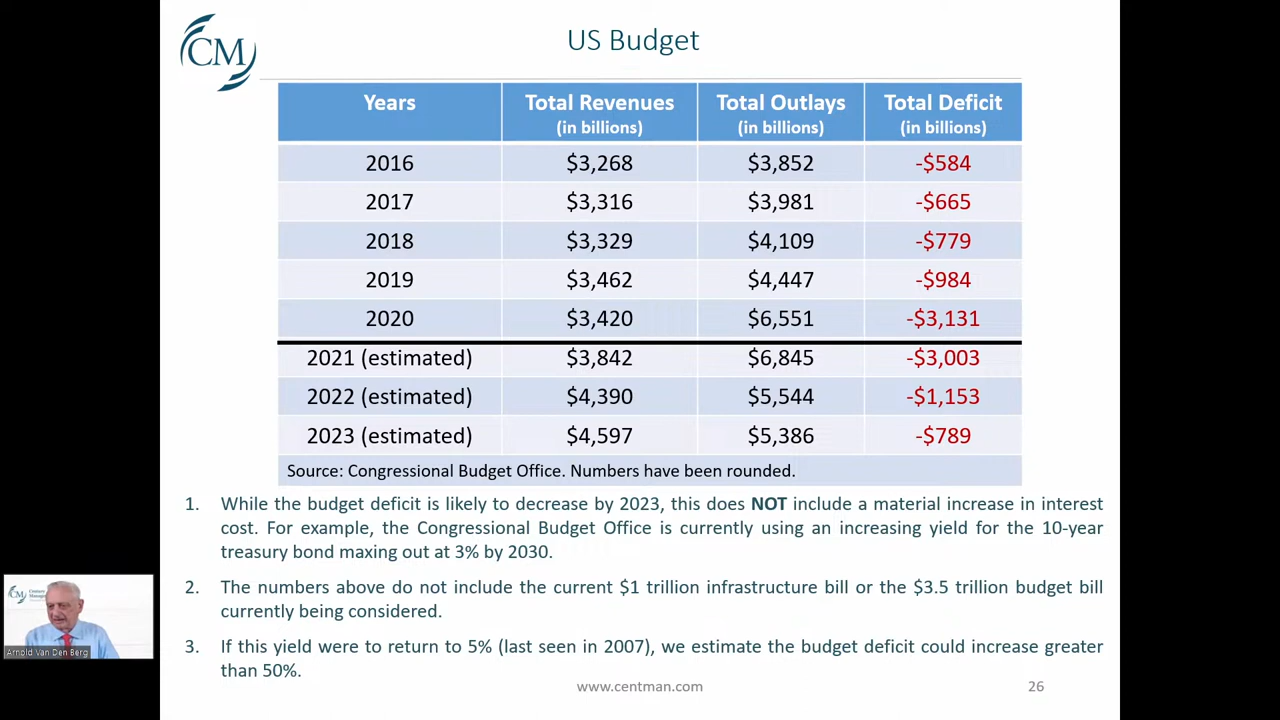 CM
US Budget
Years Total Revenues Total Outlays Total Deficit
(in billions) (in billions) (in billions)
2016 $3,268 $3,852 -$584
2017 $3,316 $3,981 -$665
2018 $3,329 $4,109 -$779
2019 $3,462 $4,447 -$984
2020 $3,420 $6,551 -$3,131
2021 (estimated) $3,842 $6,845 -$3,003
2022 (estimated) $4,390 $5,544 -$1,153
2023 (estimated) $4,597 $5,386 -$789
Source: Congressional Budget Office. Numbers have been rounded.
1. While the budget deficit is likely to decrease by 2023, this does NOT include a material increase in interest
cost. For example, the Congressional Budget Office is currently using an increasing yield for the 10-year
treasury bond maxing out at 3% by 2030.
2. The numbers above do not include the current $1 trillion infrastructure bill or the $3.5 trillion budget bill
currently being considered.
3. If this yield were to return to 5% (last seen in 2007), we estimate the budget deficit could increase greater
than 50%.
www.centman.com 26
CM
Arnold Van Den Berg